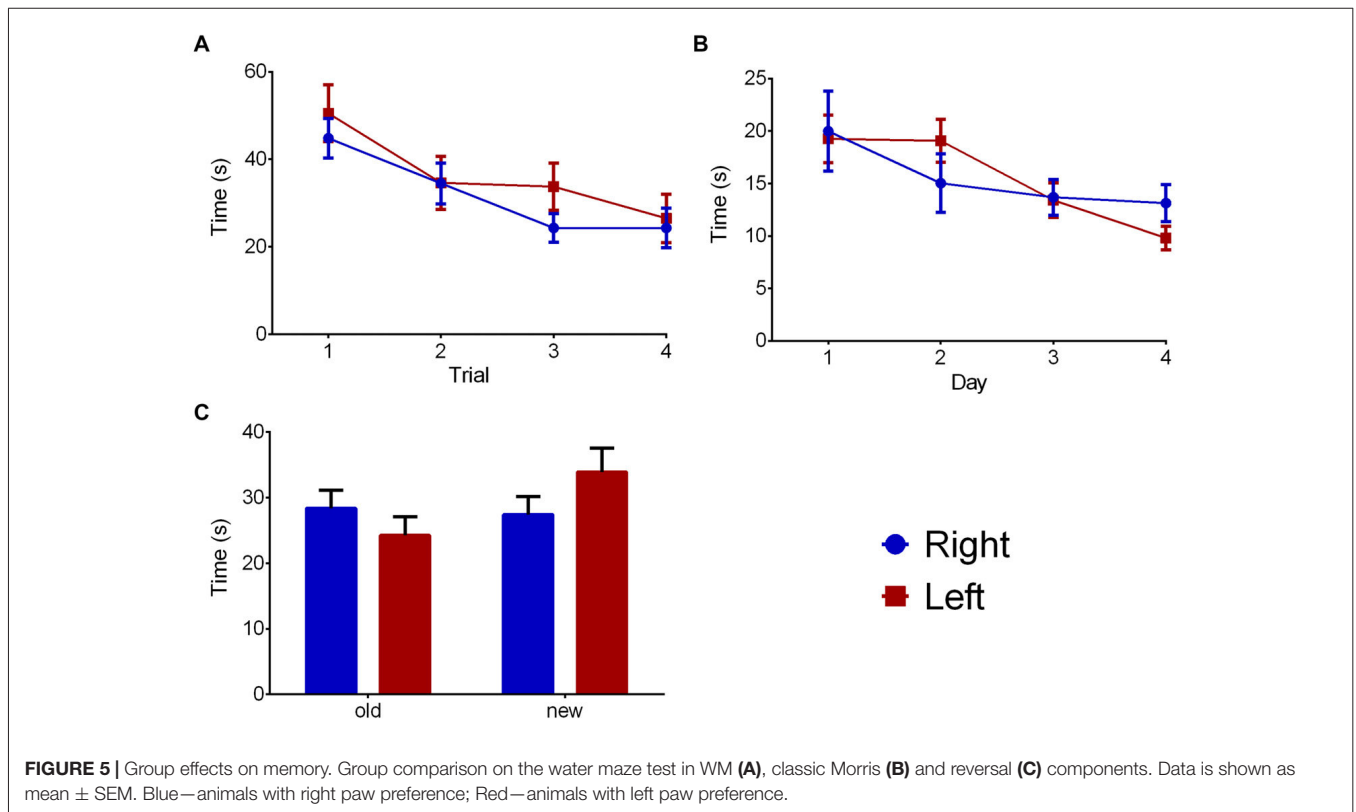 A
B
60
40
20
0
Time (s)
1 2 3 4
Trial
25
20
15
10
5
0
Time (s)
1 2 3 4
Day
C
40
30
20
10
0
Time (s)
old new
Right
Left
FIGURE 5 | Group effects on memory. Group comparison on the water maze test in WM (A), classic Morris (B) and reversal (C) components. Data is shown as
mean ± SEM. Blue—animals with right paw preference; Red—animals with left paw preference.